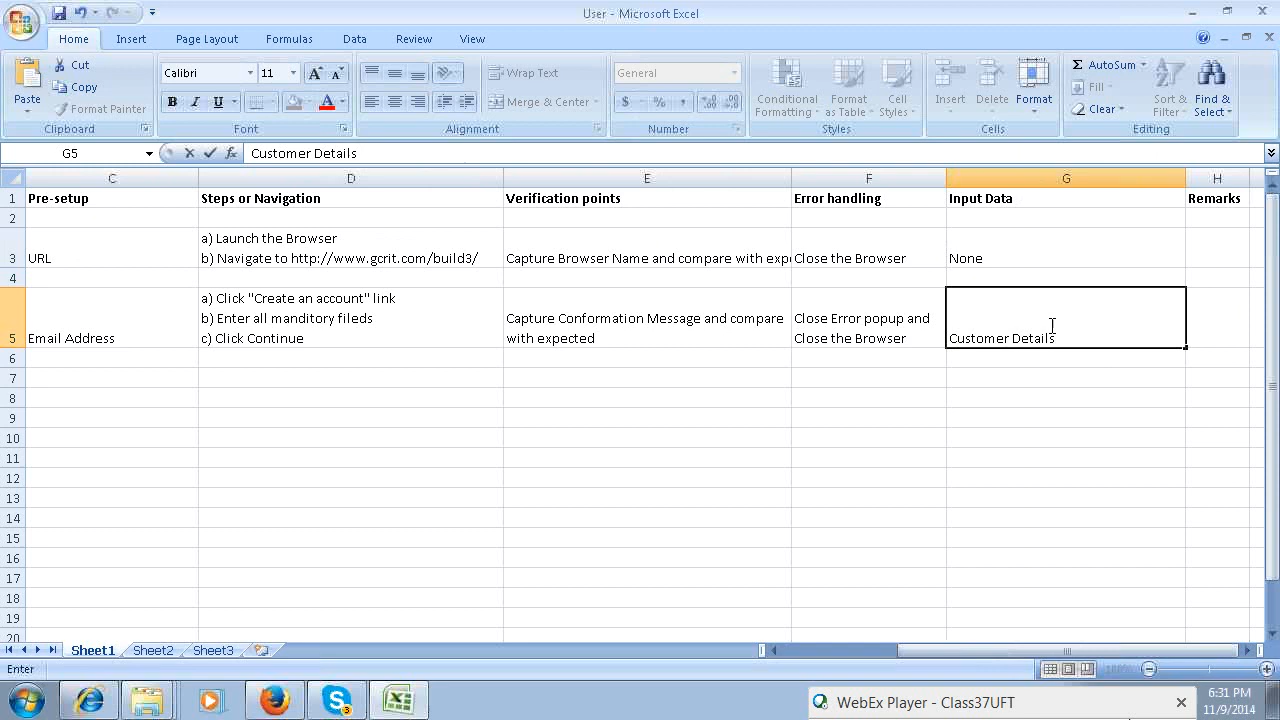 User - Microsoft Excel
Home Insert Page Layout Formulas Data Review View
Paste
Cut
Copy
Format Painter
Clipboard
Calibri 11
B I U
Font
Wrap Text
Merge & Center
Alignment
General
$ % ,
Number
Conditional Formatting
Format as Table
Cell Styles
Styles
Insert Delete Format
Cells
AutoSum
Fill
Clear
Sort & Filter
Find & Select
Editing
G5 fx Customer Details
C D E F G H
1 Pre-setup Steps or Navigation Verification points Error handling Input Data Remarks
2
a) Launch the Browser
3 URL b) Navigate to http://www.gcrit.com/build3/ Capture Browser Name and compare with exp Close the Browser None
4
a) Click "Create an account" link
b) Enter all manditory fileds Capture Conformation Message and compare Close Error popup and
5 Email Address c) Click Continue with expected Close the Browser Customer Details
6
7
8
9
10
11
12
13
14
15
16
17
18
19
20
Sheet1 Sheet2 Sheet3
Enter 100%
WebEx Player - Class37UFT
6:31 PM
11/9/2014